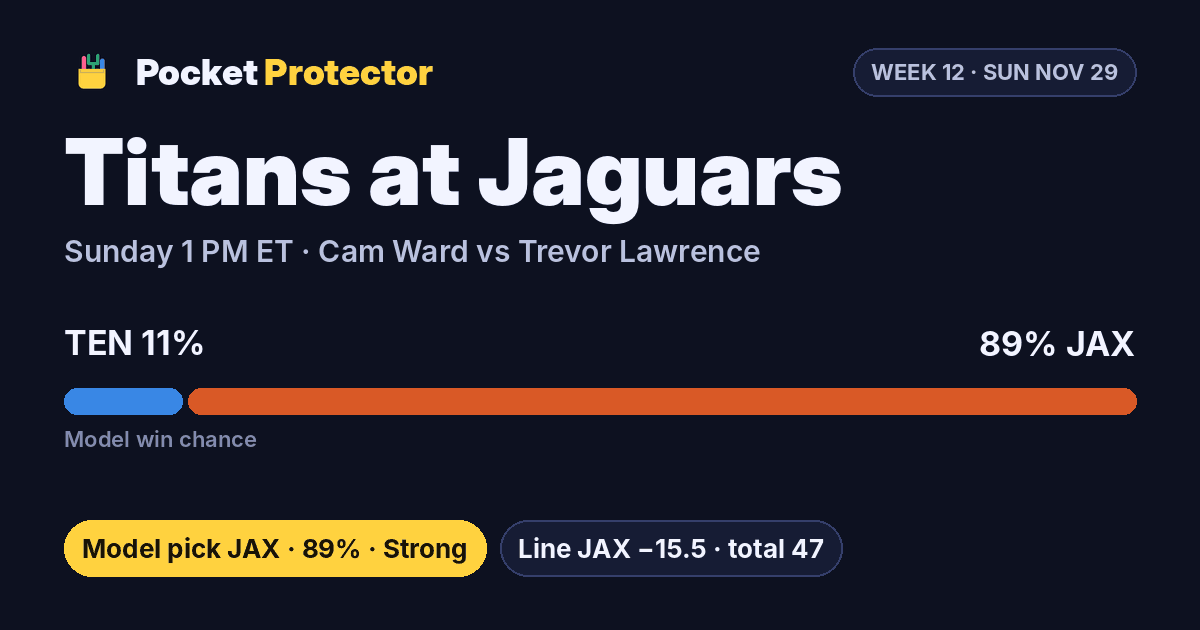 Pocket Protector
WEEK 12 · SUN NOV 29
Titans at Jaguars
Sunday 1 PM ET · Cam Ward vs Trevor Lawrence
TEN 11%
89% JAX
Model win chance
Model pick JAX · 89% · Strong
Line JAX −15.5 · total 47